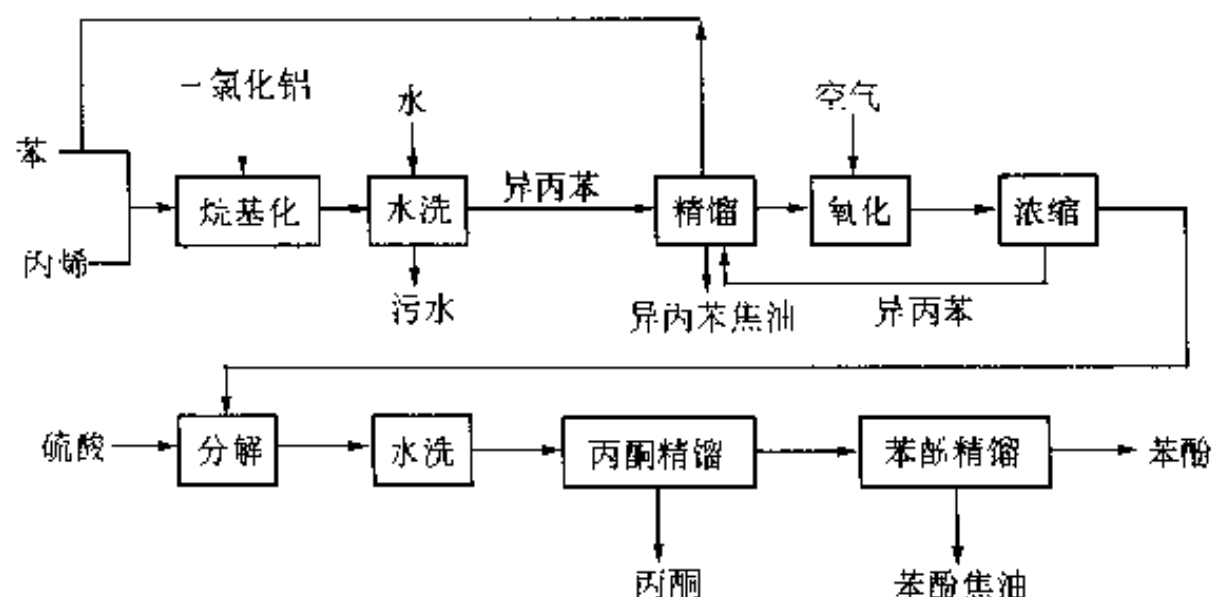 一氯化铝
水
空气
苯
烷基化
水洗
异丙苯
精馏
氧化
浓缩
丙烯
污水
异丙苯焦油
异丙苯
硫酸
分解
水洗
丙酮精馏
苯酚精馏
苯酚
丙酮
苯酚焦油